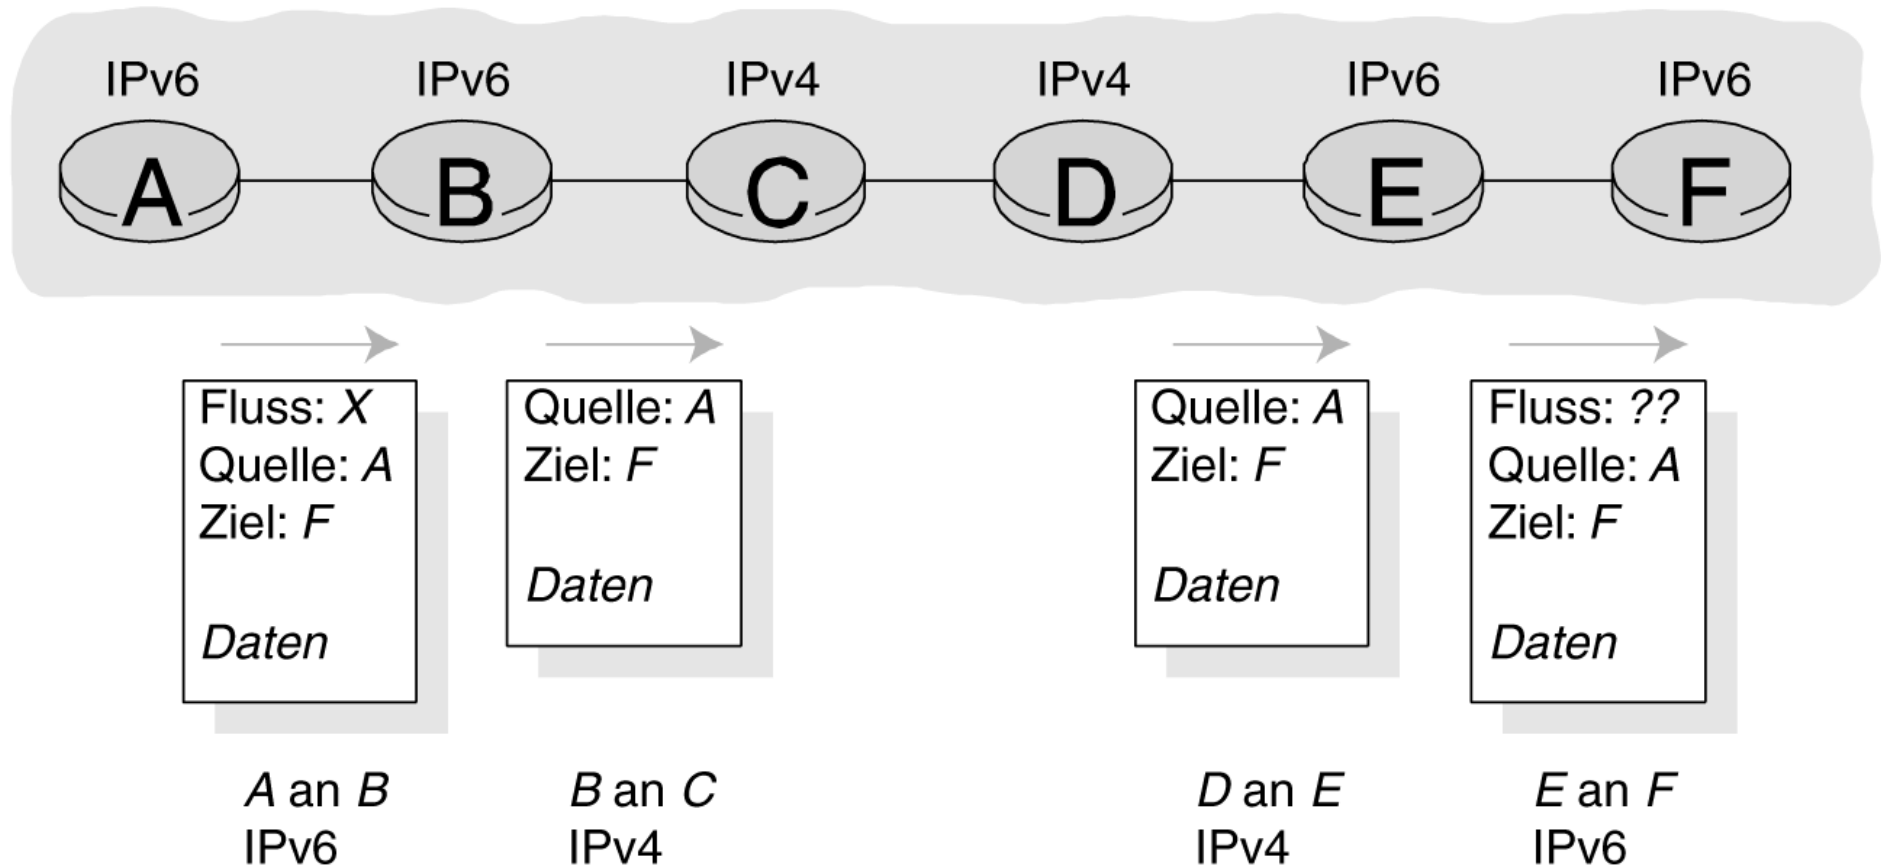 IPv6 IPv6 IPv4 IPv4 IPv6 IPv6
A B C D E F
Fluss: X
Quelle: A
Ziel: F
Daten
A an B
IPv6
Quelle: A
Ziel: F
Daten
B an C
IPv4
Quelle: A
Ziel: F
Daten
D an E
IPv4
Fluss: ??
Quelle: A
Ziel: F
Daten
E an F
IPv6